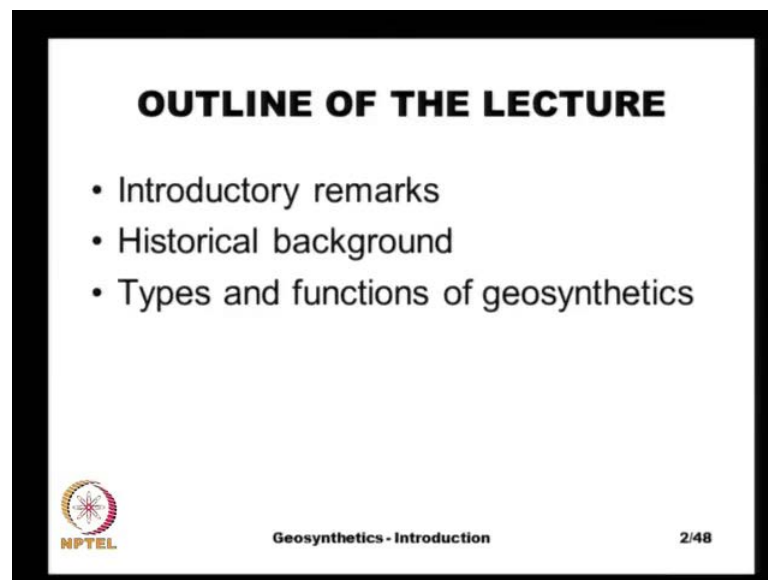 OUTLINE OF THE LECTURE
• Introductory remarks
• Historical background
• Types and functions of geosynthetics
NPTEL
Geosynthetics - Introduction
2/48